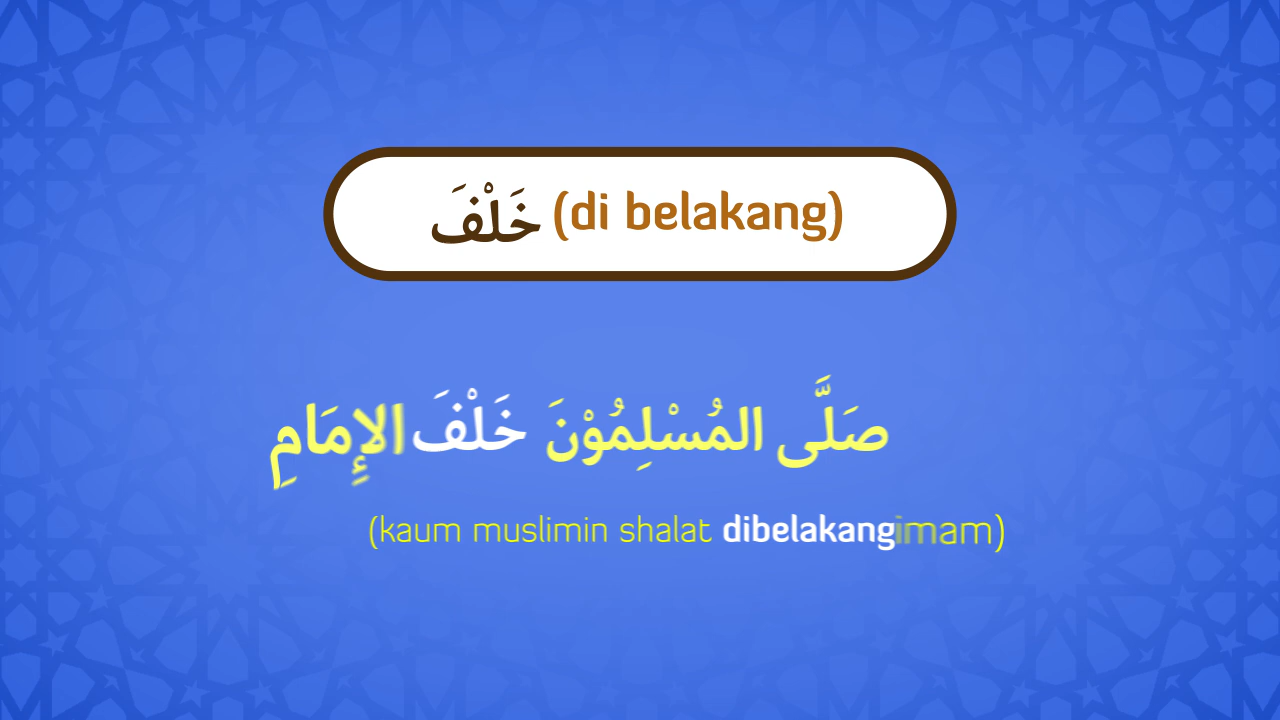 خَلْفَ (di belakang)
صَلَّى المُسْلِمُوْنَ خَلْفَ الإِمَامِ
(kaum muslimin shalat dibelakang imam)